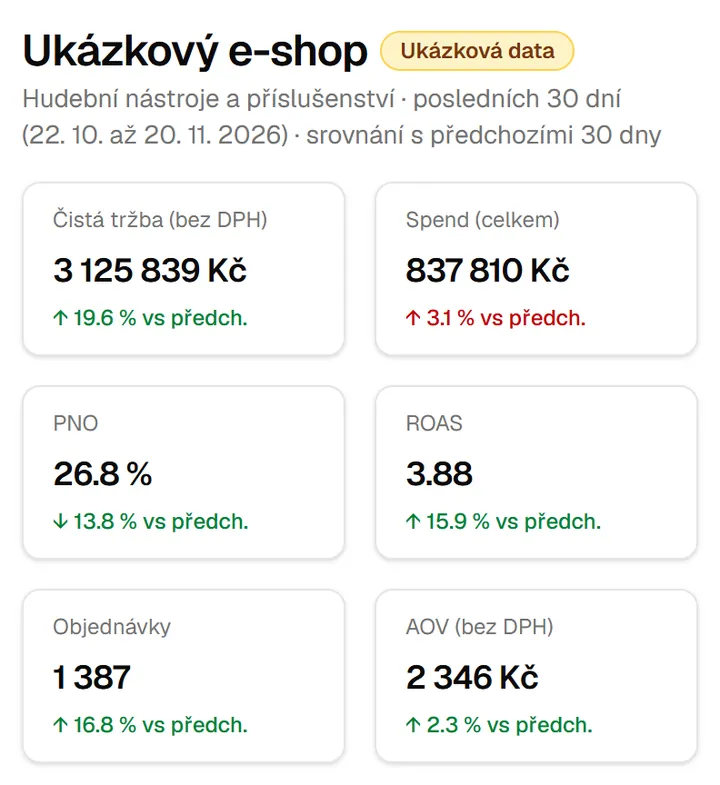 Ukázkový e-shop
Ukázková data
Hudební nástroje a příslušenství · posledních 30 dní
(22. 10. až 20. 11. 2026) · srovnání s předchozími 30 dny
Čistá tržba (bez DPH)
3 125 839 Kč
↑ 19.6 % vs předch.
Spend (celkem)
837 810 Kč
↑ 3.1 % vs předch.
PNO
26.8 %
↓ 13.8 % vs předch.
ROAS
3.88
↑ 15.9 % vs předch.
Objednávky
1 387
↑ 16.8 % vs předch.
AOV (bez DPH)
2 346 Kč
↑ 2.3 % vs předch.